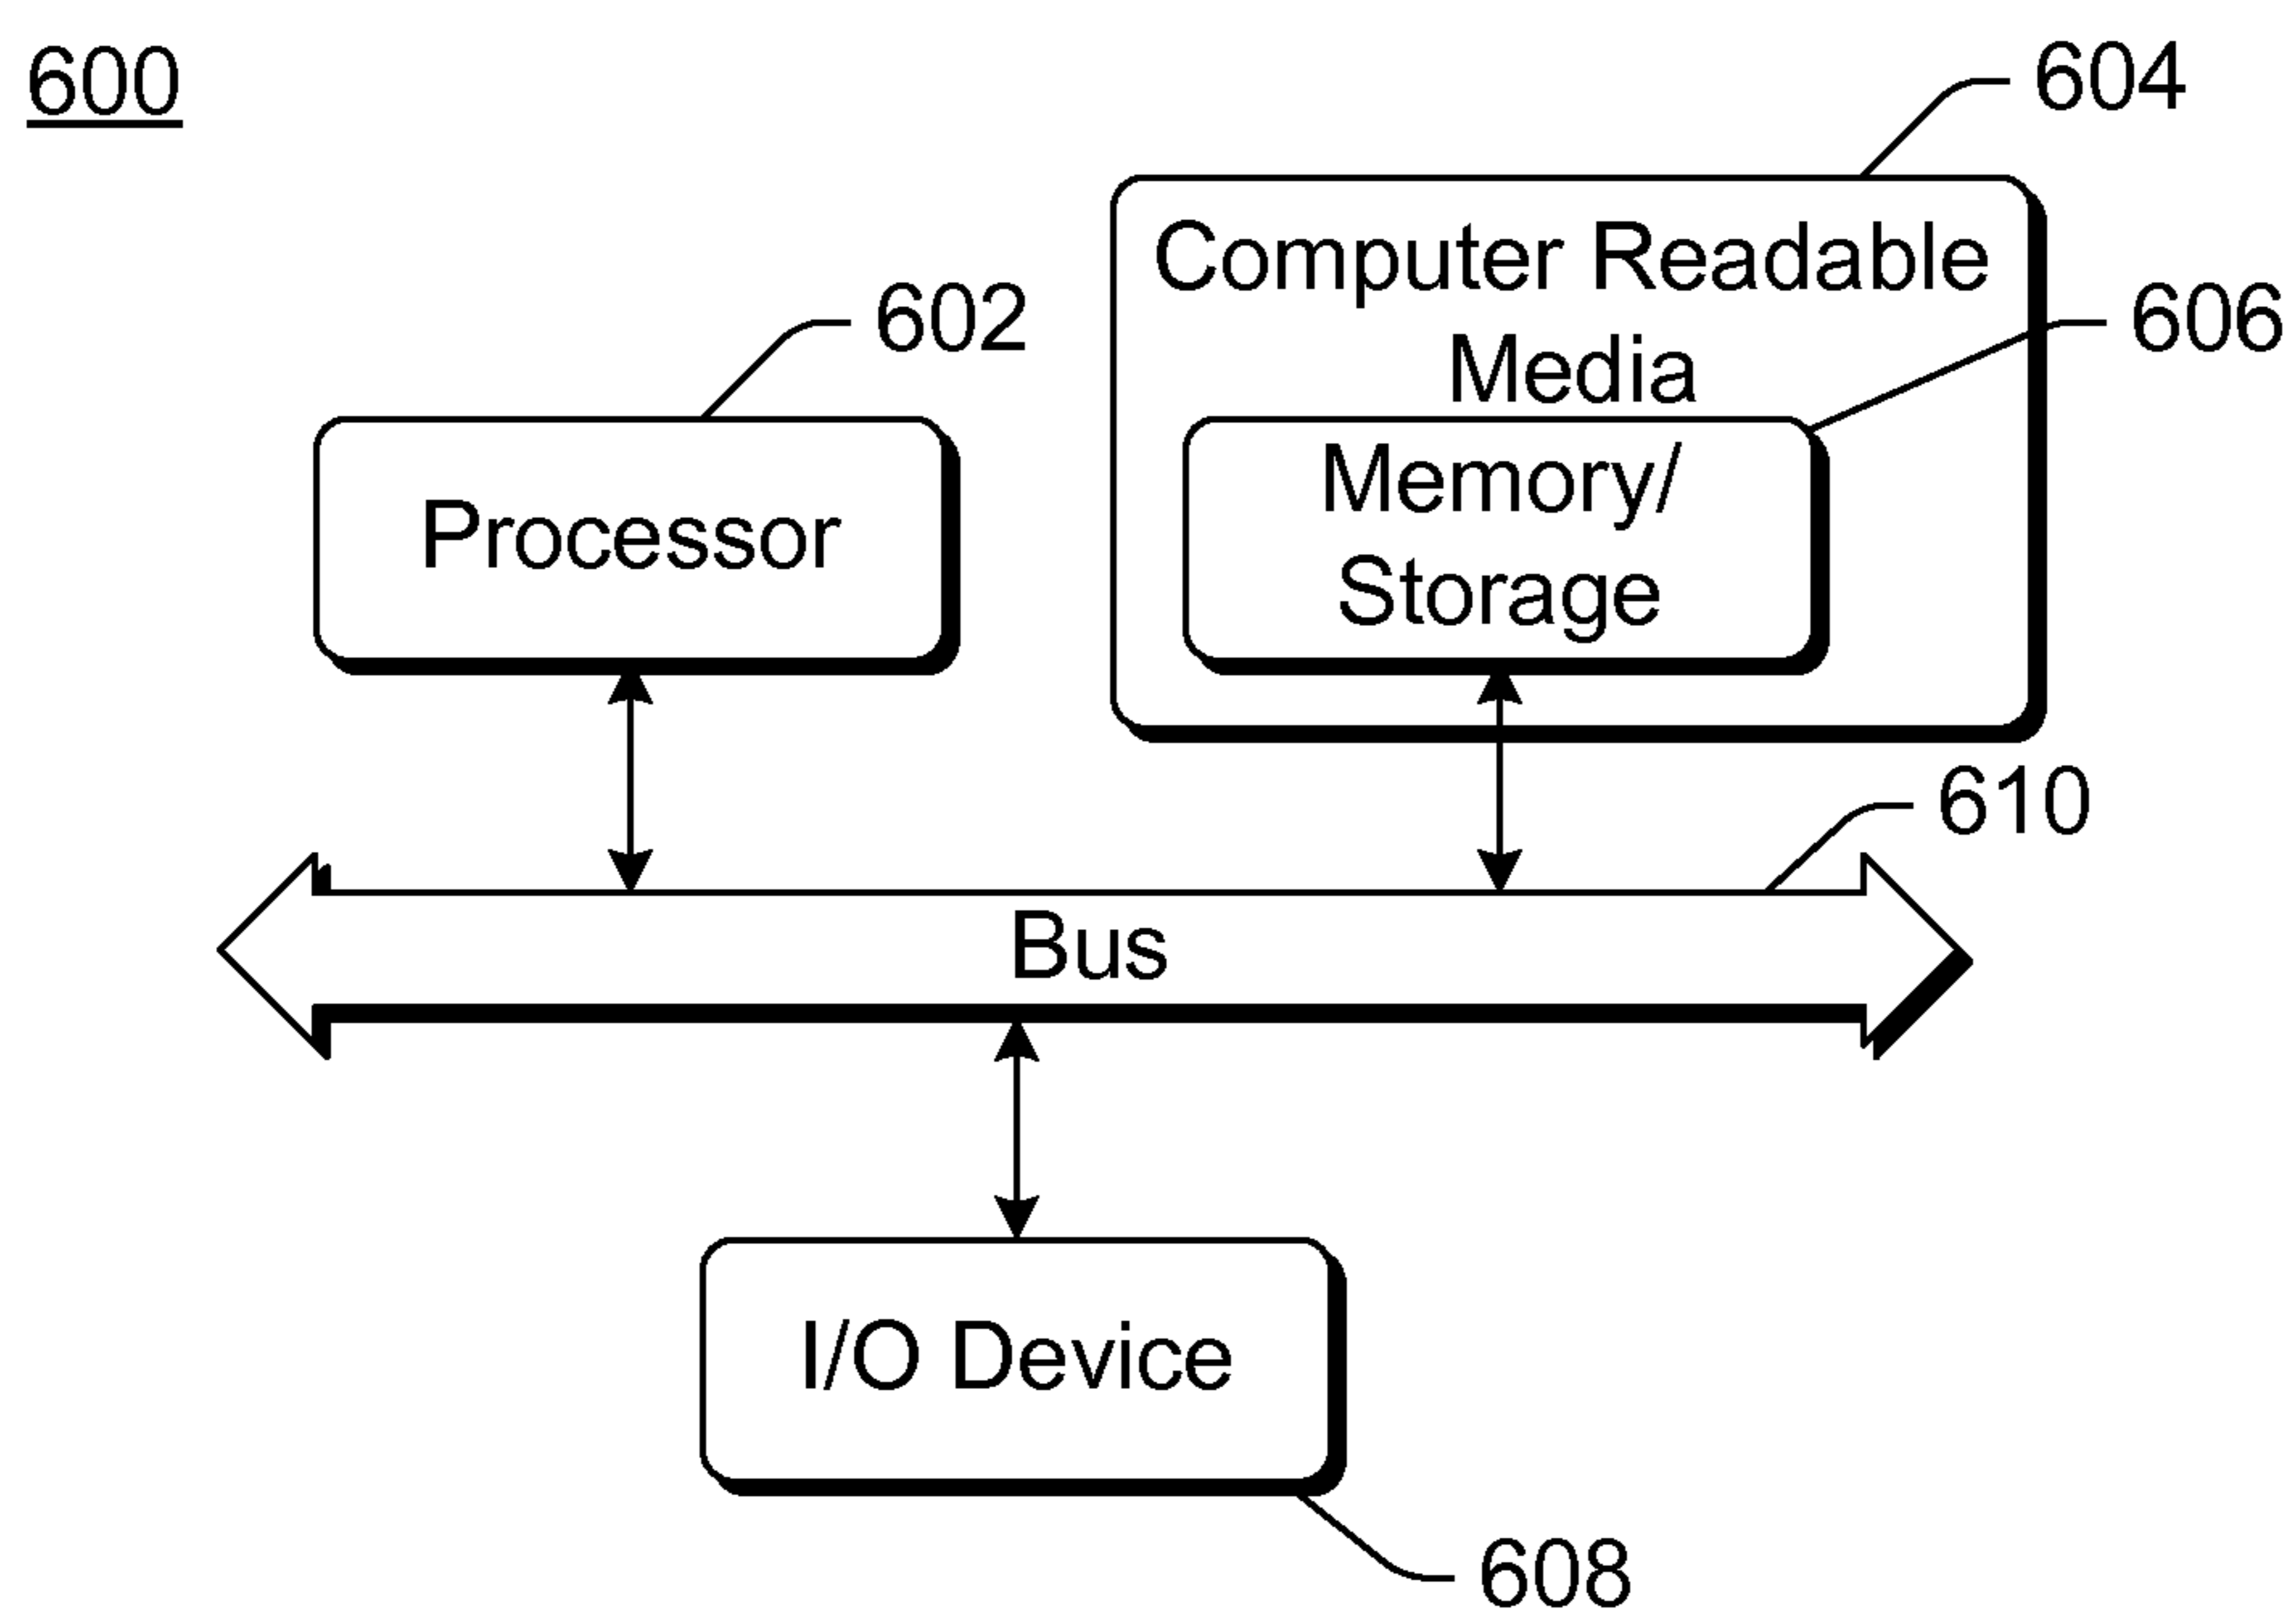 600
604
Computer Readable
Media
606
602
Processor
Memory/
Storage
610
Bus
I/O Device
608